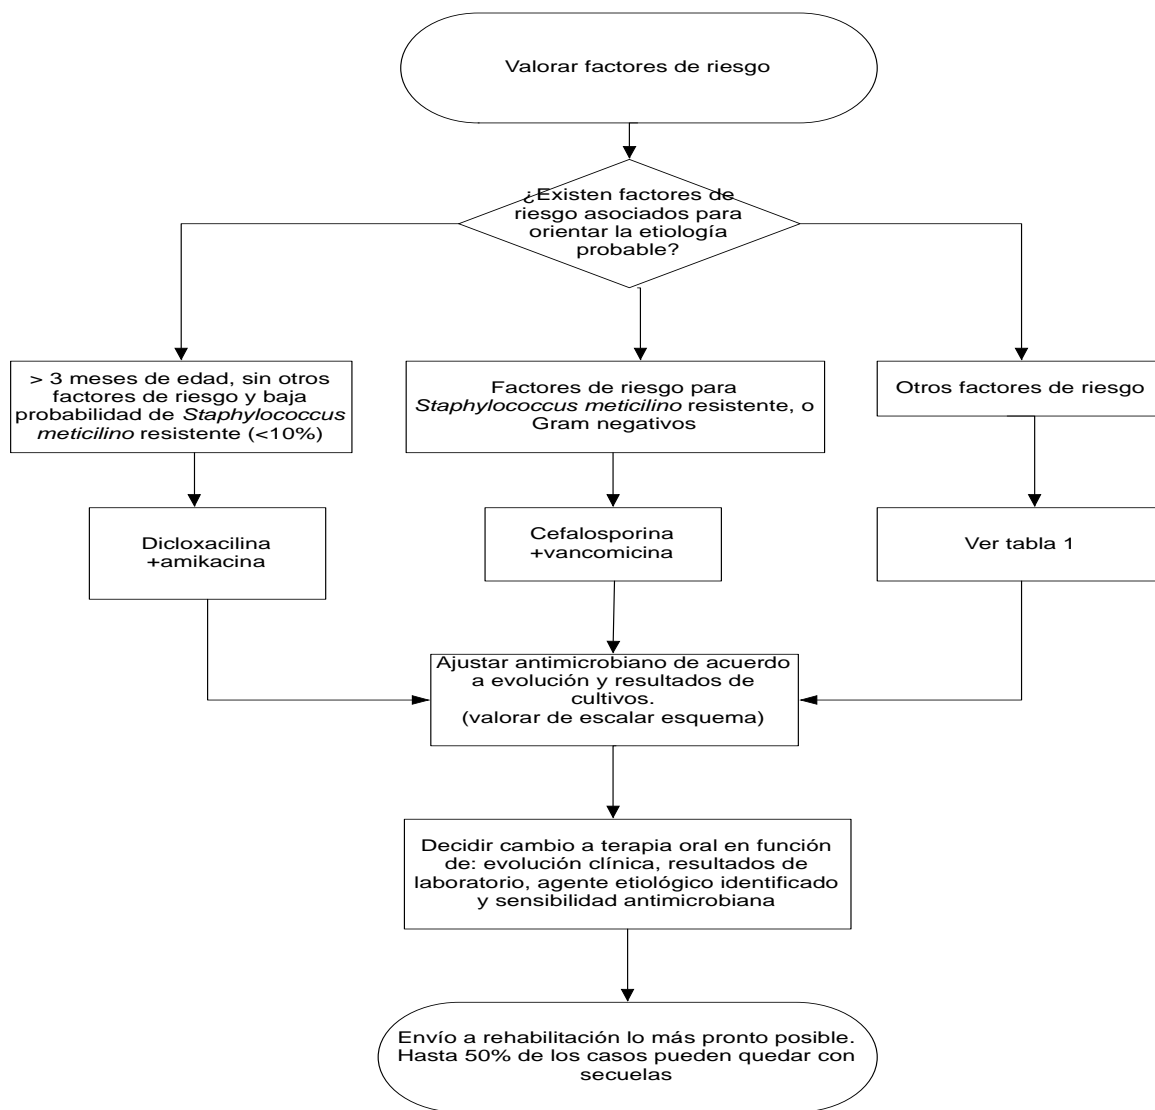 Valorar factores de riesgo
¿Existen factores de
riesgo asociados para
orientar la etiología
probable?
> 3 meses de edad, sin otros
factores de riesgo y baja
probabilidad de Staphylococcus
meticilino resistente (<10%)
Factores de riesgo para
Staphylococcus meticilino resistente, o
Gram negativos
Otros factores de riesgo
Dicloxacilina
+amikacina
Cefalosporina
+vancomicina
Ver tabla 1
Ajustar antimicrobiano de acuerdo
a evolución y resultados de
cultivos.
(valorar de escalar esquema)
Decidir cambio a terapia oral en función
de: evolución clínica, resultados de
laboratorio, agente etiológico identificado
y sensibilidad antimicrobiana
Envío a rehabilitación lo más pronto posible.
Hasta 50% de los casos pueden quedar con
secuelas